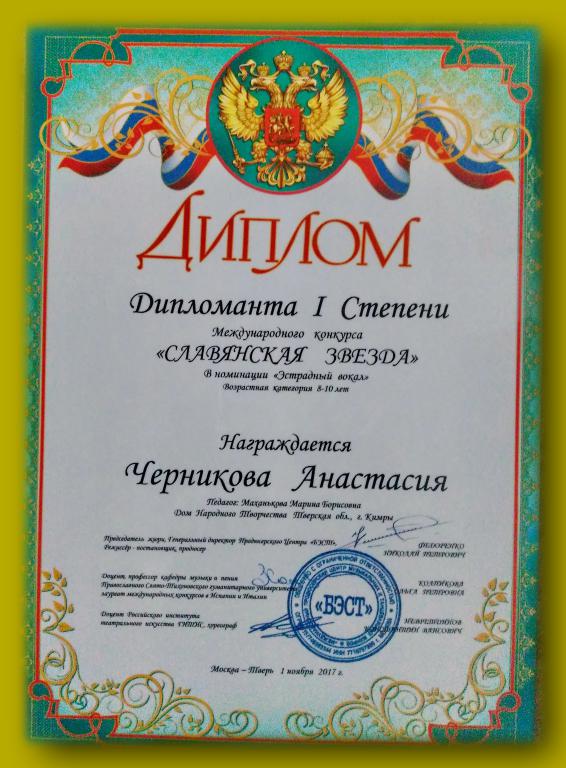 Диплом
Дипломанта I Степени
Международного конкурса
«СЛАВЯНСКАЯ ЗВЕЗДА»
В номинации «Эстрадный вокал»
Возрастная категория 8-10 лет
Награждается
Черникова Анастасия
Педагог: Маханькова Марина Борисовна
Дом Народного Творчества Тверская обл., г. Кимры
Председатель жюри, Генеральный директор Продюсерского Центра «БЭСТ»,
Режиссёр - постановщик, продюсер
ФЕДОРЕНКО
НИКОЛАЙ ПЕТРОВИЧ
Доцент, профессор кафедры музыки и пения
Православного Свято-Тихоновского гуманитарного университета
лауреат международных конкурсов в Испании и Италии
ПЕТРОВНА
Доцент Российского института
театрального искусства ГИТИС, хореограф
«БЭСТ»
Москва – Тверь 1 ноября 2017 г.